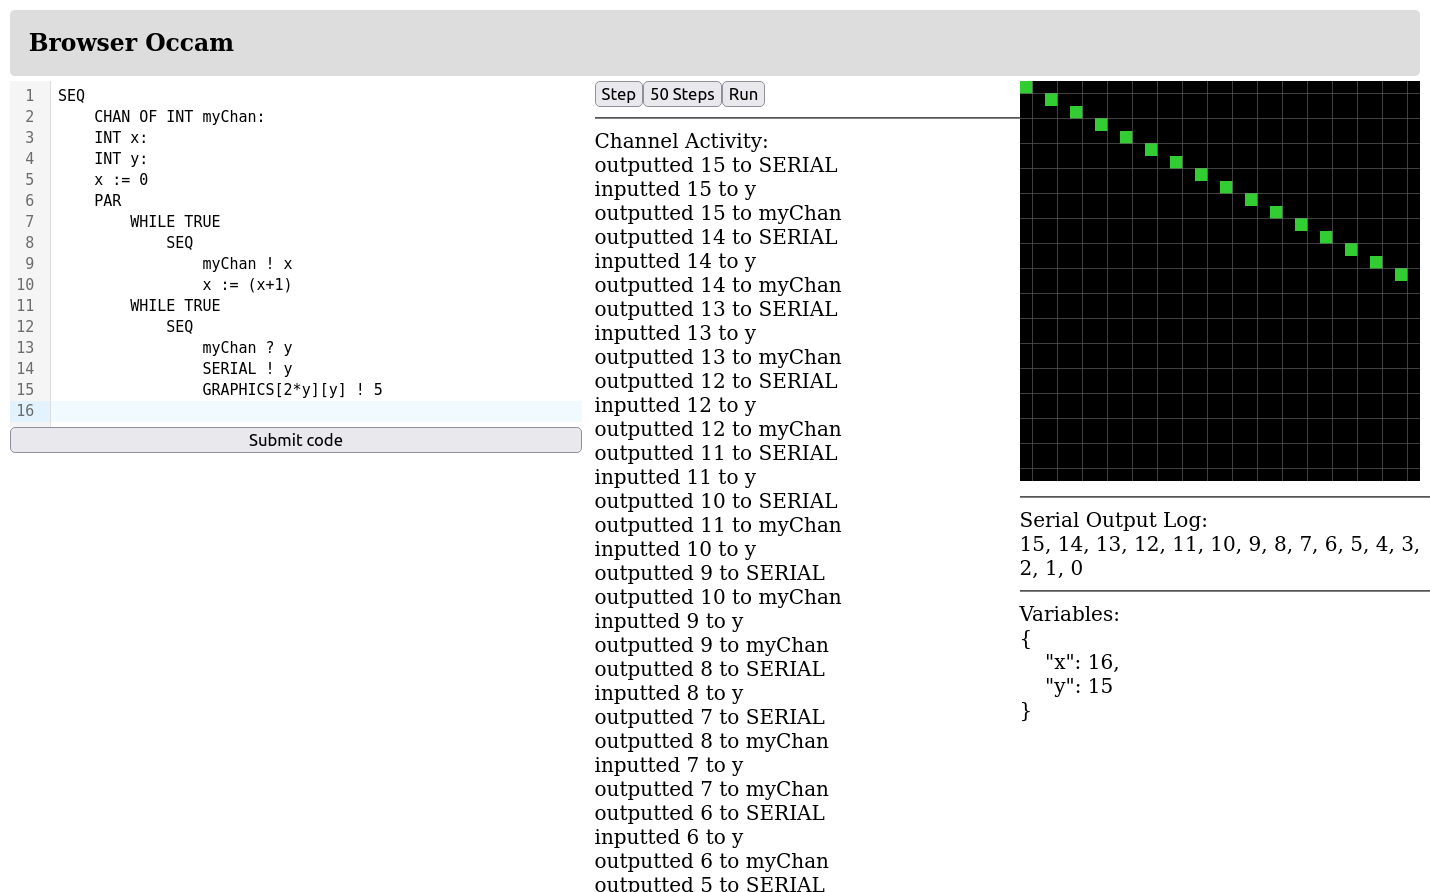 Browser Occam
1 SEQ
2     CHAN OF INT myChan:
3     INT x:
4     INT y:
5     x := 0
6     PAR
7         WHILE TRUE
8             SEQ
9                 myChan ! x
10                 x := (x+1)
11         WHILE TRUE
12             SEQ
13                 myChan ? y
14                 SERIAL ! y
15                 GRAPHICS[2*y][y] ! 5
16
Submit code
Step 50 Steps Run
Channel Activity:
outputted 15 to SERIAL
inputted 15 to y
outputted 15 to myChan
outputted 14 to SERIAL
inputted 14 to y
outputted 14 to myChan
outputted 13 to SERIAL
inputted 13 to y
outputted 13 to myChan
outputted 12 to SERIAL
inputted 12 to y
outputted 12 to myChan
outputted 11 to SERIAL
inputted 11 to y
outputted 10 to SERIAL
outputted 11 to myChan
inputted 10 to y
outputted 9 to SERIAL
outputted 10 to myChan
inputted 9 to y
outputted 9 to myChan
outputted 8 to SERIAL
inputted 8 to y
outputted 7 to SERIAL
outputted 8 to myChan
inputted 7 to y
outputted 7 to myChan
outputted 6 to SERIAL
inputted 6 to y
outputted 6 to myChan
outputted 5 to SERIAL
Serial Output Log:
15, 14, 13, 12, 11, 10, 9, 8, 7, 6, 5, 4, 3,
2, 1, 0
Variables:
{
    "x": 16,
    "y": 15
}